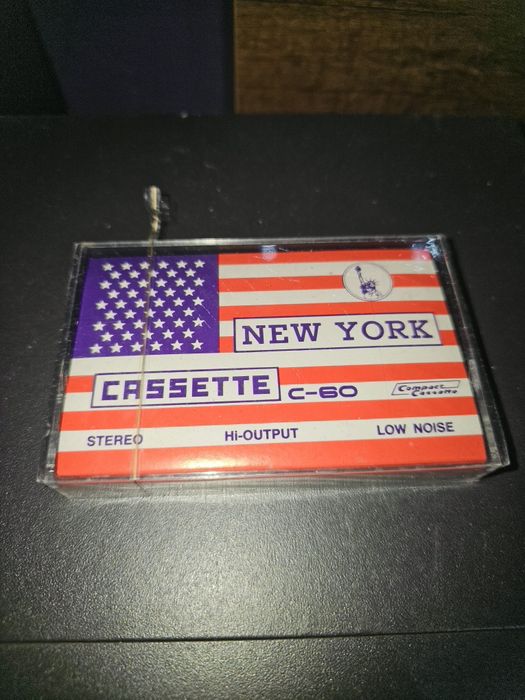 NEW YORK
CASSETTE C-60
Compact Cassette
STEREO Hi-OUTPUT LOW NOISE